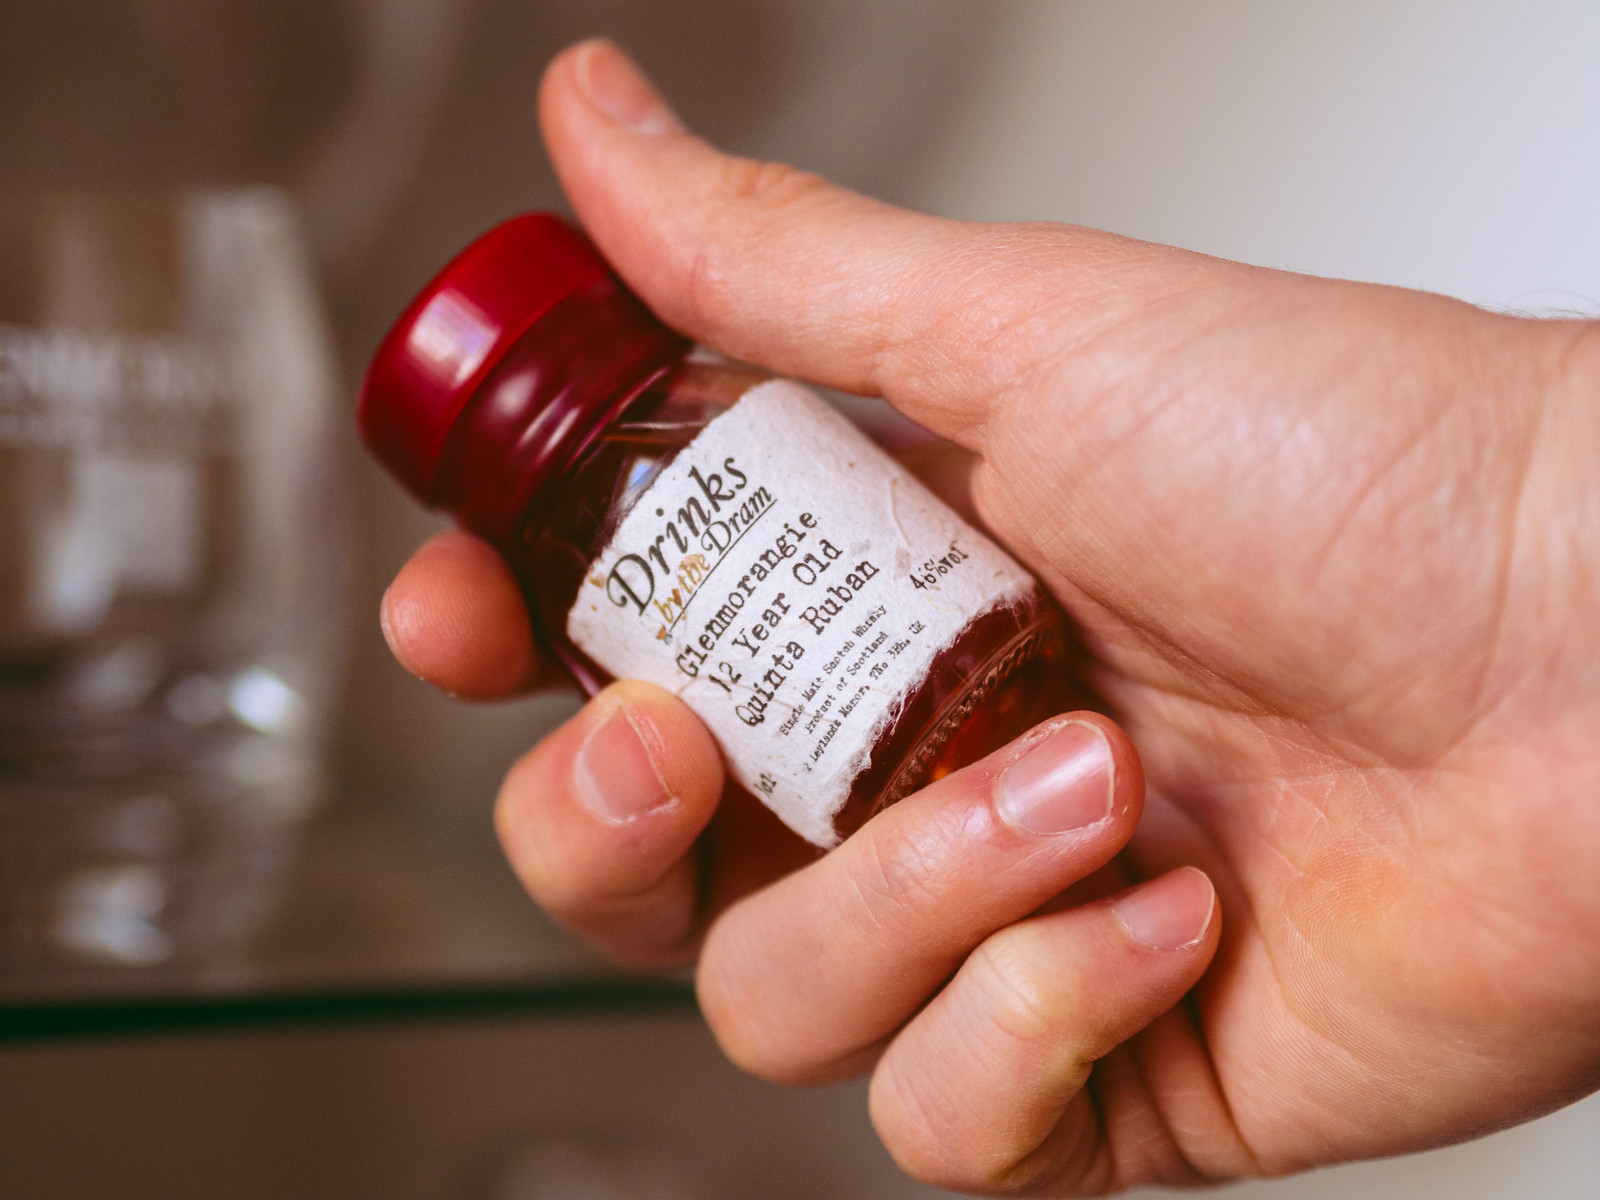 Drinks
by the Dram
Glenmorangie
12 Year Old
Quinta Ruban
46%vol
Single Malt Scotch Whisky
Product of Scotland